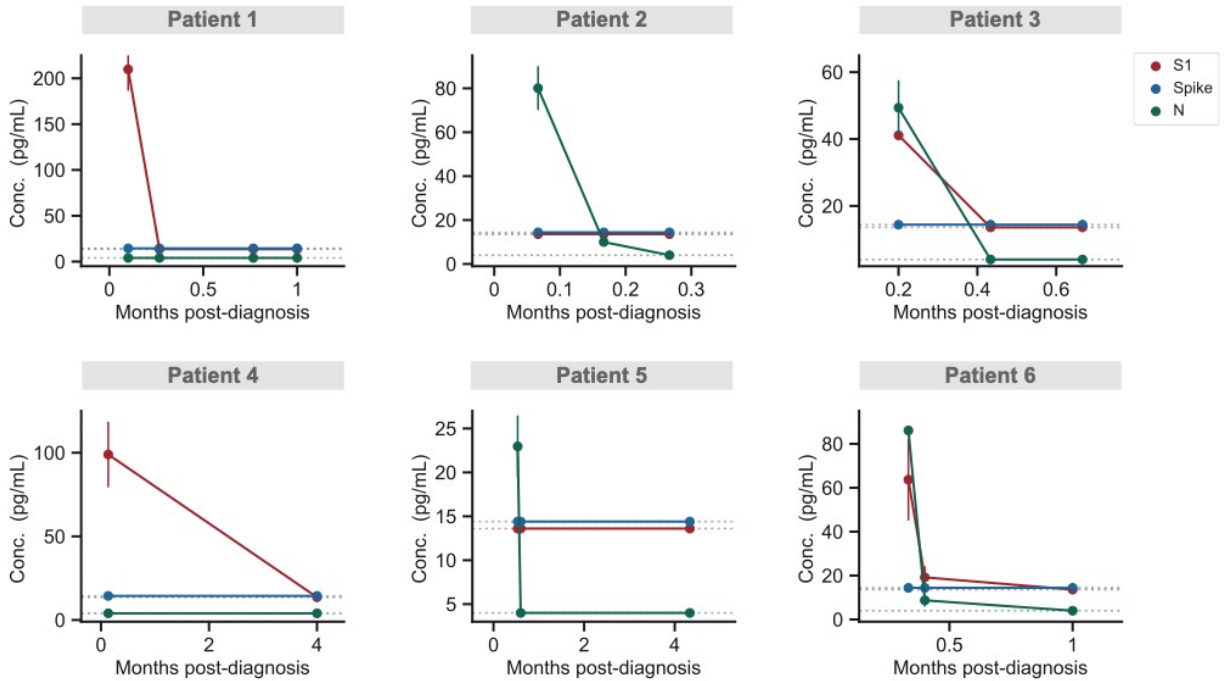 Patient 1
Patient 2
Patient 3
Conc. (pg/mL)
200
150
100
50
0
0
0.5
1
Months post-diagnosis
Conc. (pg/mL)
80
60
40
20
0
0
0.1
0.2
0.3
Months post-diagnosis
Conc. (pg/mL)
60
40
20
0.2
0.4
0.6
Months post-diagnosis
S1
Spike
N
Patient 4
Patient 5
Patient 6
Conc. (pg/mL)
100
50
0
0
2
4
Months post-diagnosis
Conc. (pg/mL)
25
20
15
10
5
0
2
4
Months post-diagnosis
Conc. (pg/mL)
80
60
40
20
0
0.5
1
Months post-diagnosis